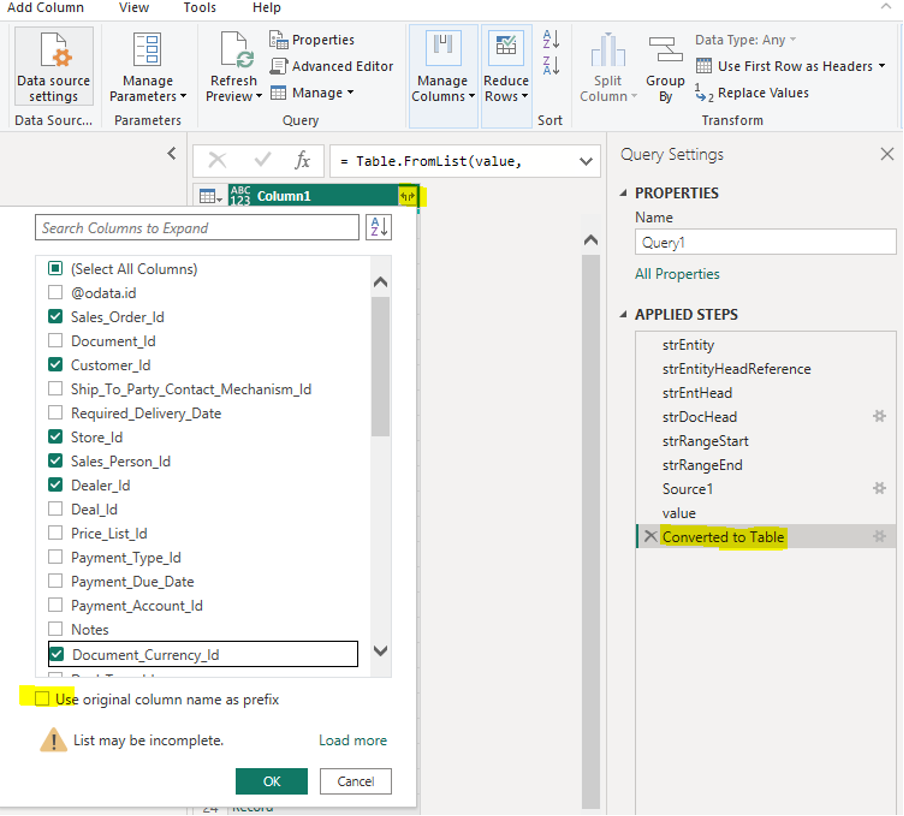 Add Column View Tools Help
Data source settings
Manage Parameters
Refresh Preview
Properties
Advanced Editor
Manage
Manage Columns
Reduce Rows
A
Z
Z
A
Split Column
Group By
Data Type: Any
Use First Row as Headers
1
2 Replace Values
Data Sourc... Parameters Query Sort Transform
fx = Table.FromList(value,
ABC
123 Column1
Search Columns to Expand
A
Z
(Select All Columns)
@odata.id
Sales_Order_Id
Document_Id
Customer_Id
Ship_To_Party_Contact_Mechanism_Id
Required_Delivery_Date
Store_Id
Sales_Person_Id
Dealer_Id
Deal_Id
Price_List_Id
Payment_Type_Id
Payment_Due_Date
Payment_Account_Id
Notes
Document_Currency_Id
Use original column name as prefix
List may be incomplete. Load more
OK Cancel
24 Record
Query Settings
PROPERTIES
Name
Query1
All Properties
APPLIED STEPS
strEntity
strEntityHeadReference
strEntHead
strDocHead
strRangeStart
strRangeEnd
Source1
value
Converted to Table